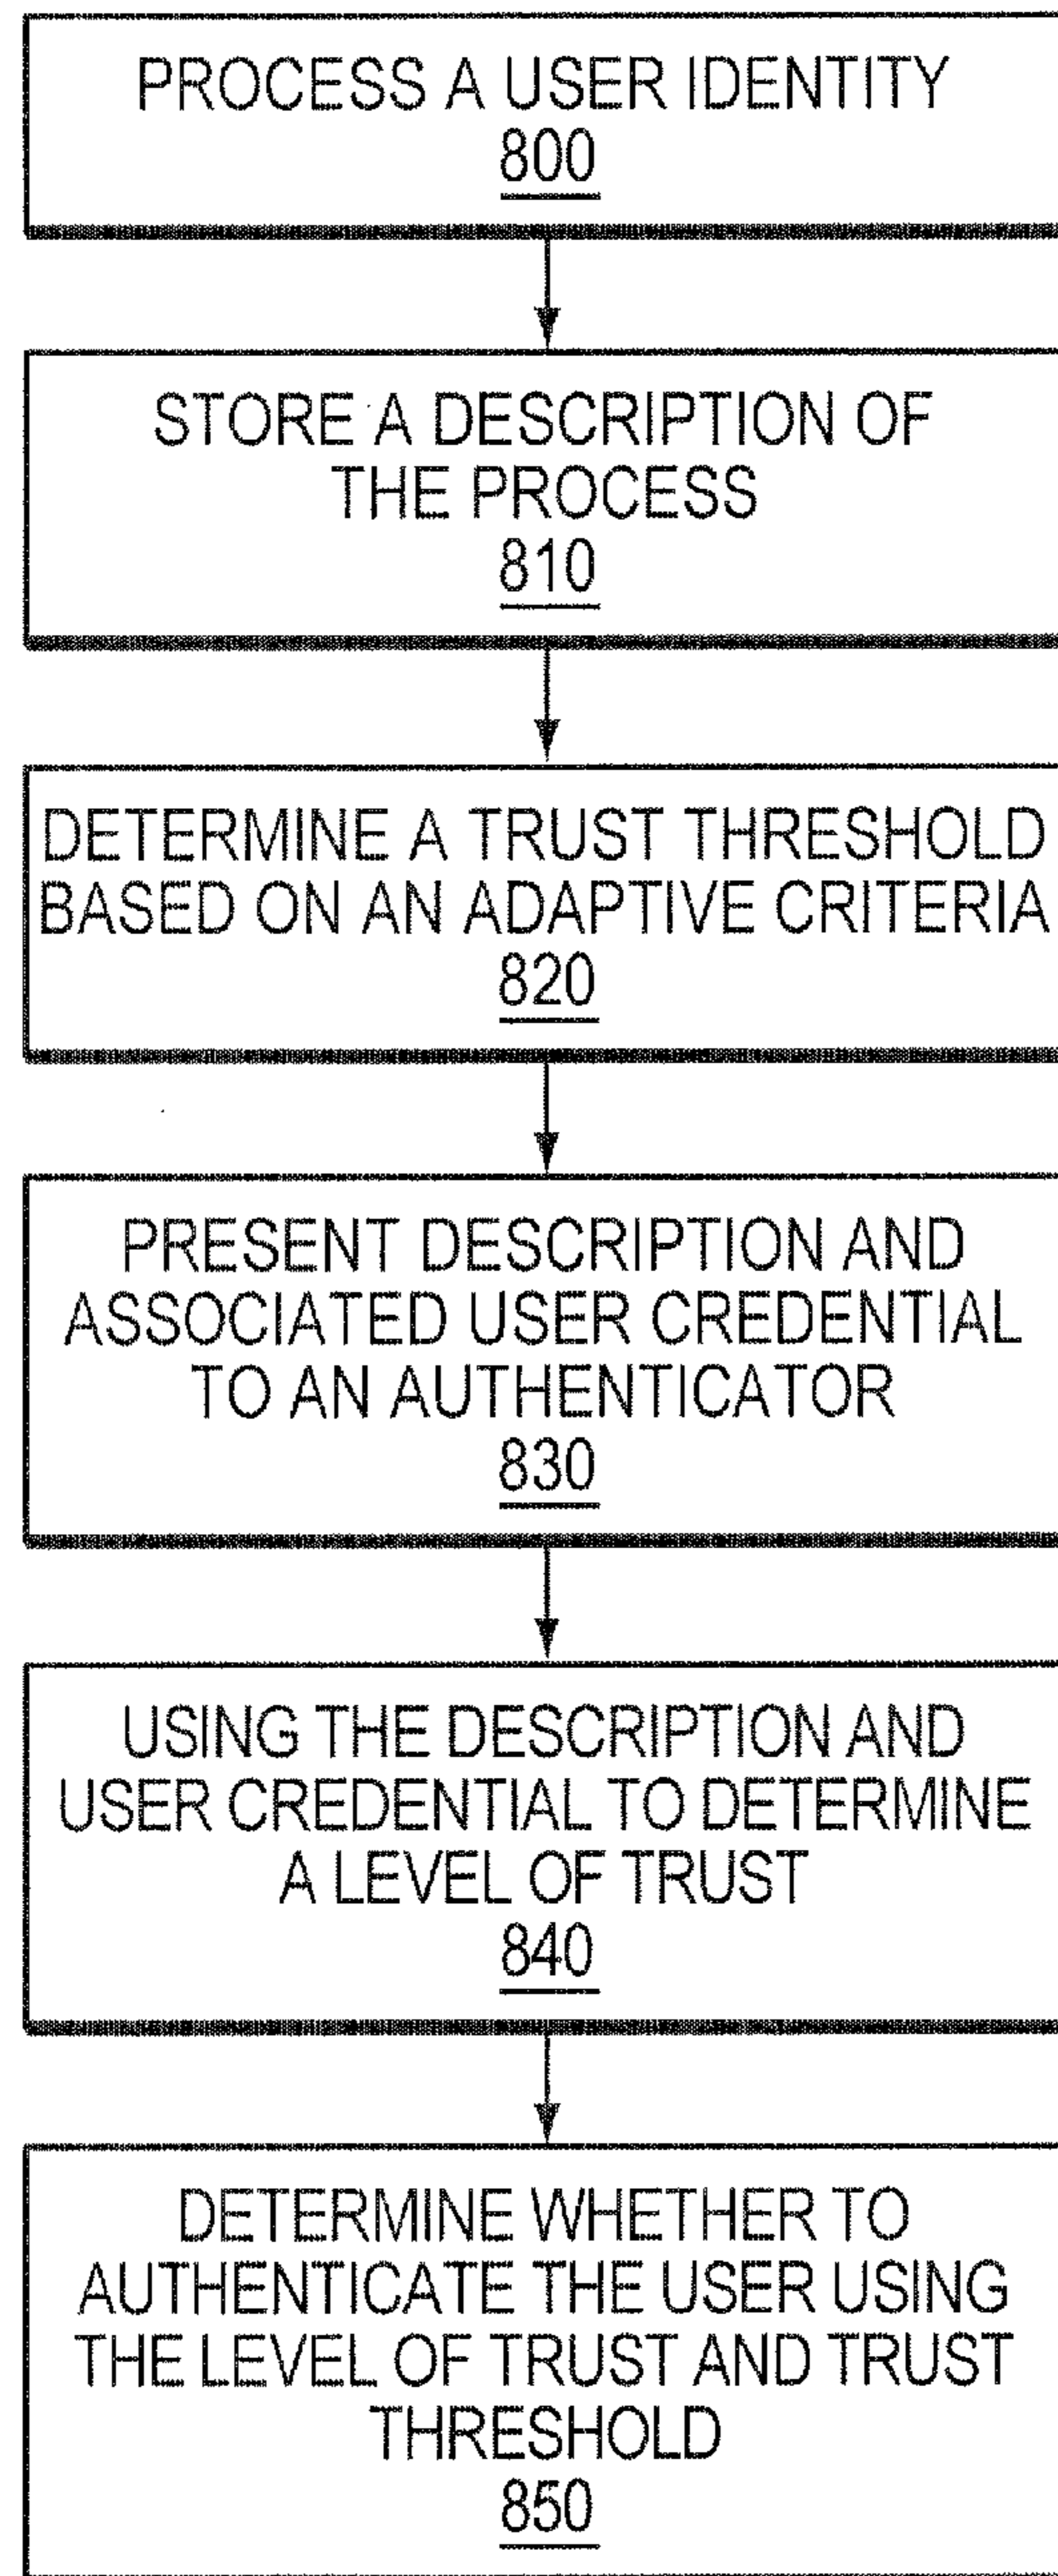 PROCESS A USER IDENTITY
800
STORE A DESCRIPTION OF
THE PROCESS
810
DETERMINE A TRUST THRESHOLD
BASED ON AN ADAPTIVE CRITERIA
820
PRESENT DESCRIPTION AND
ASSOCIATED USER CREDENTIAL
TO AN AUTHENTICATOR
830
USING THE DESCRIPTION AND
USER CREDENTIAL TO DETERMINE
A LEVEL OF TRUST
840
DETERMINE WHETHER TO
AUTHENTICATE THE USER USING
THE LEVEL OF TRUST AND TRUST
THRESHOLD
850